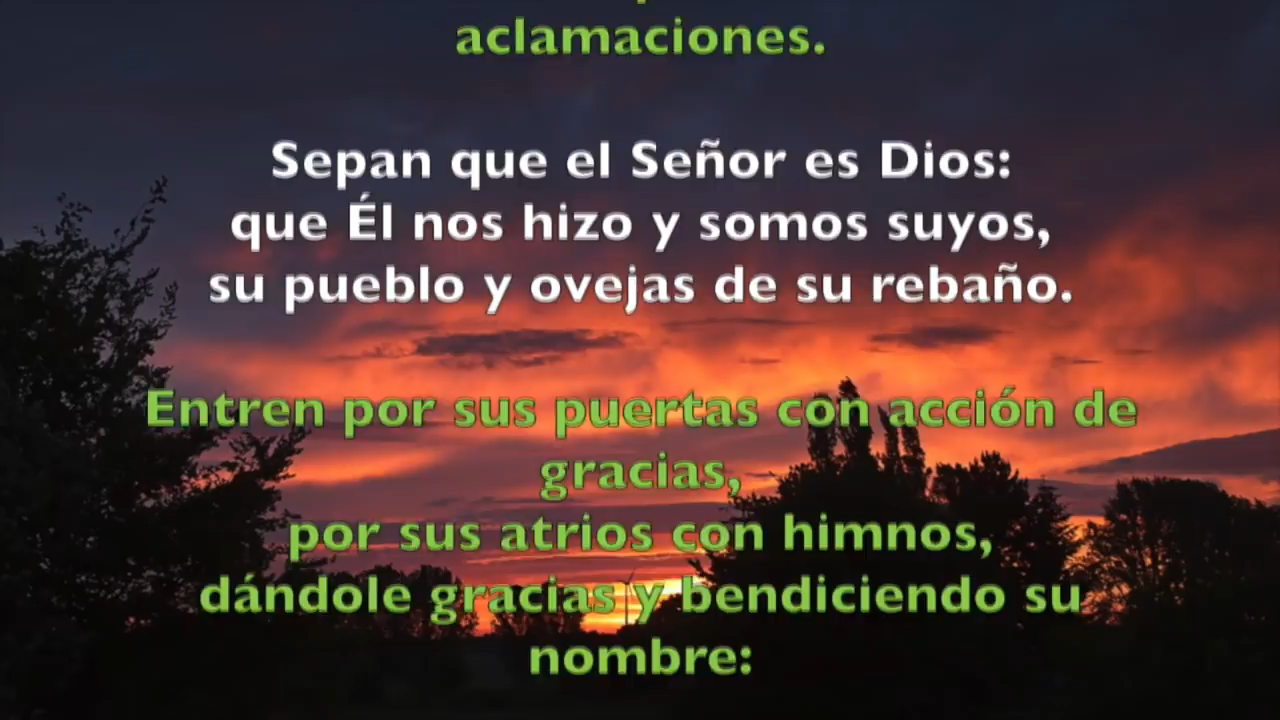 aclamaciones.
Sepan que el Señor es Dios:
que Él nos hizo y somos suyos,
su pueblo y ovejas de su rebaño.
Entren por sus puertas con acción de
gracias,
por sus atrios con himnos,
dándole gracias y bendiciendo su
nombre: